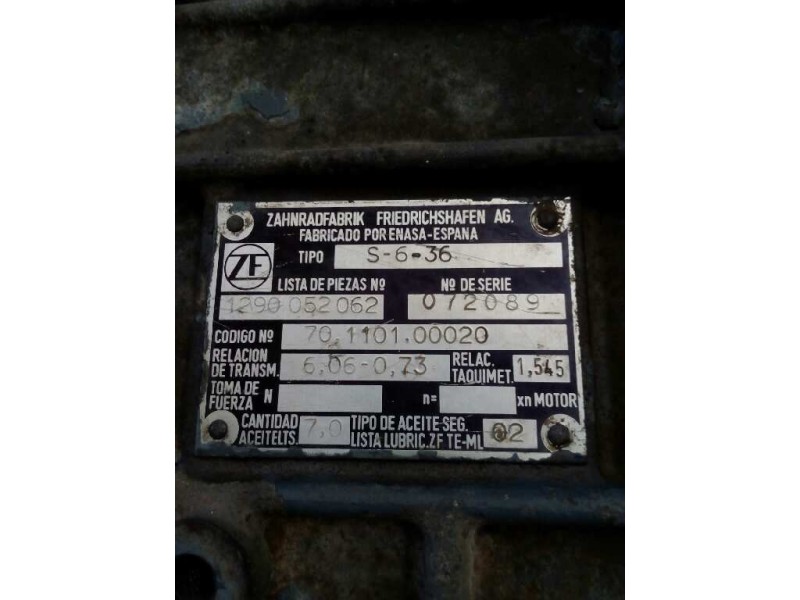 ZAHNRADFABRIK FRIEDRICHSHAFEN AG.
FABRICADO POR ENASA-ESPANA
ZF
TIPO S-6-36
LISTA DE PIEZAS Nº Nº DE SERIE
1290 052 062 072089
CODIGO Nº 70.1101.00020
RELACION DE TRANSM. 6,06-0,73 RELAC. TAQUIMET. 1,545
TOMA DE FUERZA N n= xn MOTOR
CANTIDAD ACEITE LTS. 7,0 TIPO DE ACEITE SEG. LISTA LUBRIC. ZF TE-ML 02